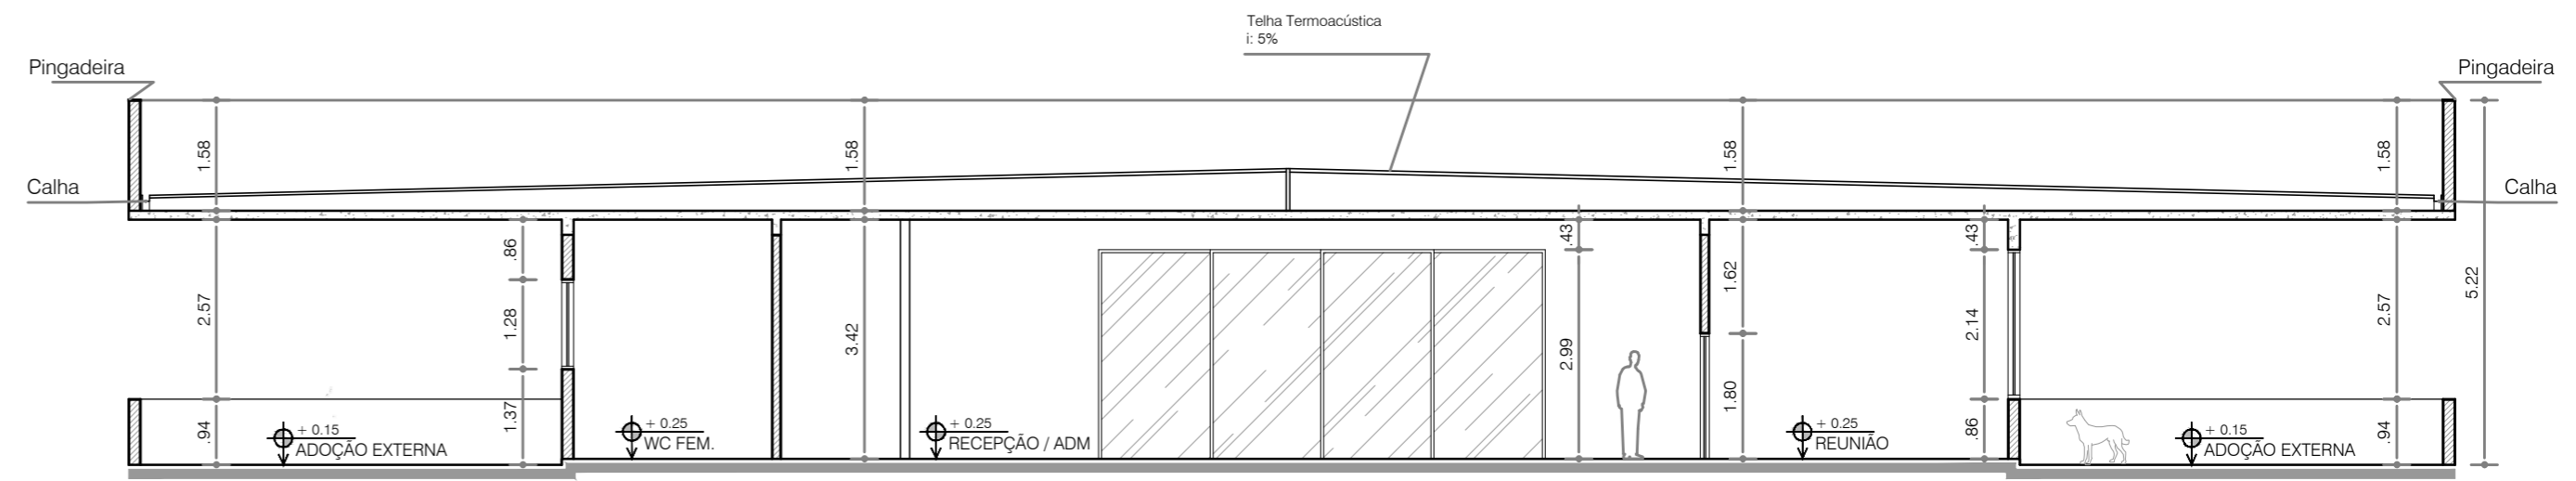 Telha Termoacústica
i: 5%
Pingadeira
Pingadeira
Calha
Calha
1.58
1.58
1.58
1.58
2.57
.94
.86
1.28
1.37
3.42
.43
2.99
1.62
1.80
.43
2.14
.86
2.57
.94
5.22
+ 0.15
ADOÇÃO EXTERNA
+ 0.25
WC FEM.
+ 0.25
RECEPÇÃO / ADM
+ 0.25
REUNIÃO
+ 0.15
ADOÇÃO EXTERNA